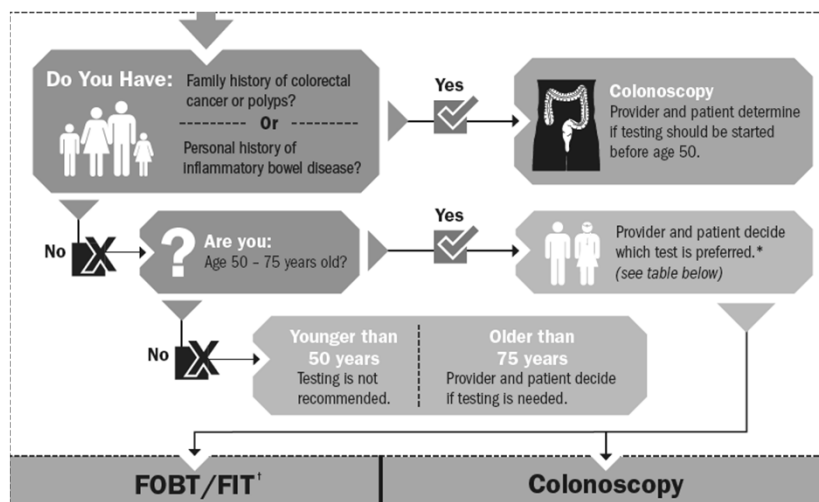 Do You Have:
Family history of colorectal
cancer or polyps?
Or
Personal history of
inflammatory bowel disease?
Yes
Colonoscopy
Provider and patient determine
if testing should be started
before age 50.
No
X
?
Are you:
Age 50 – 75 years old?
Yes
Provider and patient decide
which test is preferred.*
(see table below)
No
X
Younger than
50 years
Testing is not
recommended.
Older than
75 years
Provider and patient decide
if testing is needed.
FOBT/FIT†
Colonoscopy